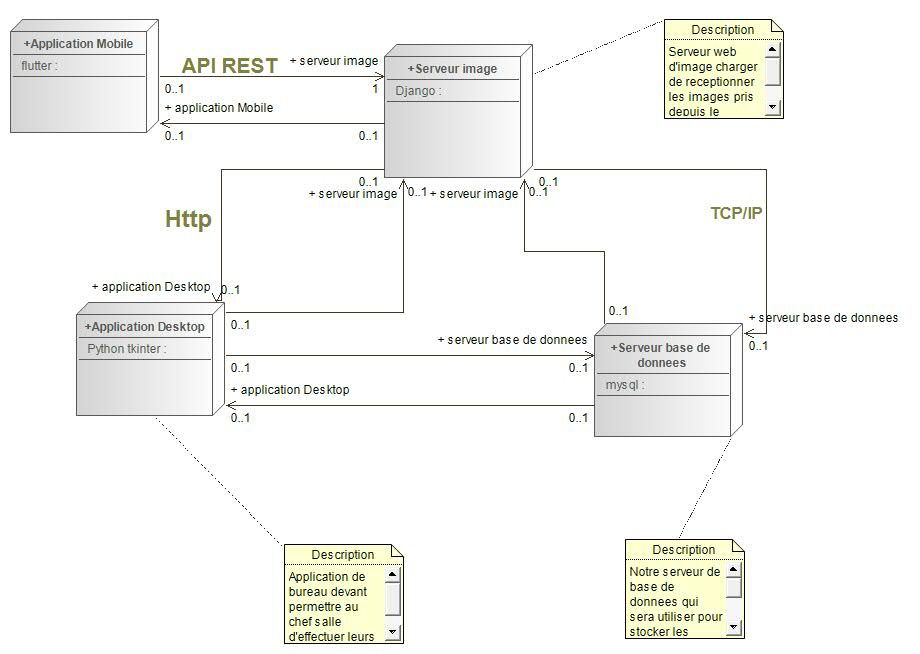 +Application Mobile
flutter :
API REST
+ serveur image
0..1
1
+ application Mobile
0..1
0..1
+Serveur image
Django :
Description
Serveur web
d'image charger
de receptionner
les images pris
depuis le
0..1
+ serveur image
0..1
+ serveur image
0..1
0..1
Http
TCP/IP
+ application Desktop
0..1
+Application Desktop
Python tkinter :
0..1
0..1
+ serveur base de donnees
0..1
+ serveur base de donnees
0..1
0..1
+ application Desktop
0..1
0..1
+Serveur base de
donnees
mysql :
Description
Application de
bureau devant
permettre au
chef salle
d'effectuer leurs
Description
Notre serveur de
base de
donnees qui
sera utiliser pour
stocker les